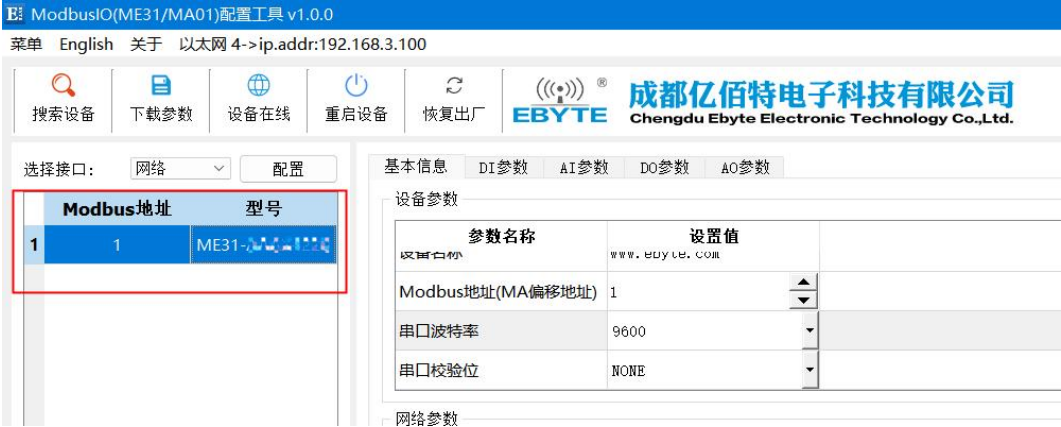 ModbusIO(ME31/MA01)配置工具 v1.0.0
菜单 English 关于 以太网 4->ip.addr:192.168.3.100
搜索设备 下载参数 设备在线 重启设备 恢复出厂
EBYTE ®
成都亿佰特电子科技有限公司
Chengdu Ebyte Electronic Technology Co.,Ltd.
选择接口: 网络 配置
Modbus地址 型号
1 1 ME31-
基本信息 DI参数 AI参数 DO参数 AO参数
设备参数
参数名称 设置值
设备名称 www.ebyte.com
Modbus地址(MA偏移地址) 1
串口波特率 9600
串口校验位 NONE
网络参数